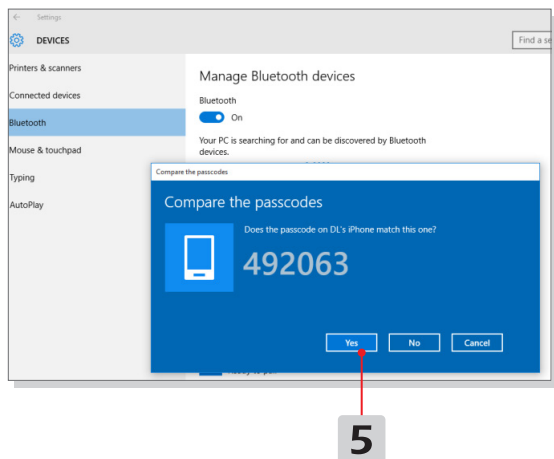 ← Settings
DEVICES
Find a se
Printers & scanners
Manage Bluetooth devices
Connected devices
Bluetooth
On
Bluetooth
Your PC is searching for and can be discovered by Bluetooth
devices.
Mouse & touchpad
Typing
AutoPlay
Compare the passcodes
Compare the passcodes
Does the passcode on DL's iPhone match this one?
492063
Yes No Cancel
5